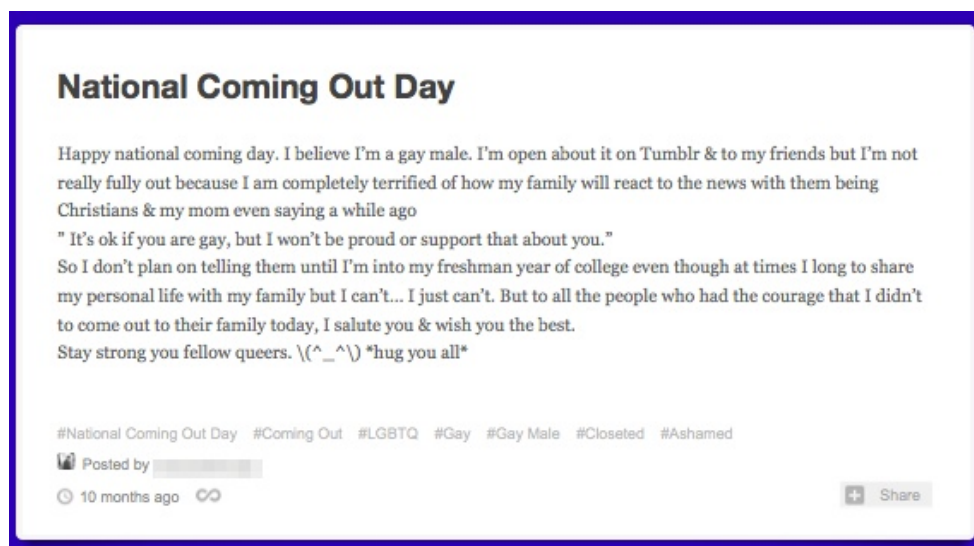 National Coming Out Day
Happy national coming day. I believe I’m a gay male. I’m open about it on Tumblr & to my friends but I’m not
really fully out because I am completely terrified of how my family will react to the news with them being
Christians & my mom even saying a while ago
” It’s ok if you are gay, but I won’t be proud or support that about you.”
So I don’t plan on telling them until I’m into my freshman year of college even though at times I long to share
my personal life with my family but I can’t... I just can’t. But to all the people who had the courage that I didn’t
to come out to their family today, I salute you & wish you the best.
Stay strong you fellow queers. \(^_^\) *hug you all*
#National Coming Out Day #Coming Out #LGBTQ #Gay #Gay Male #Closeted #Ashamed
Posted by
10 months ago
Share